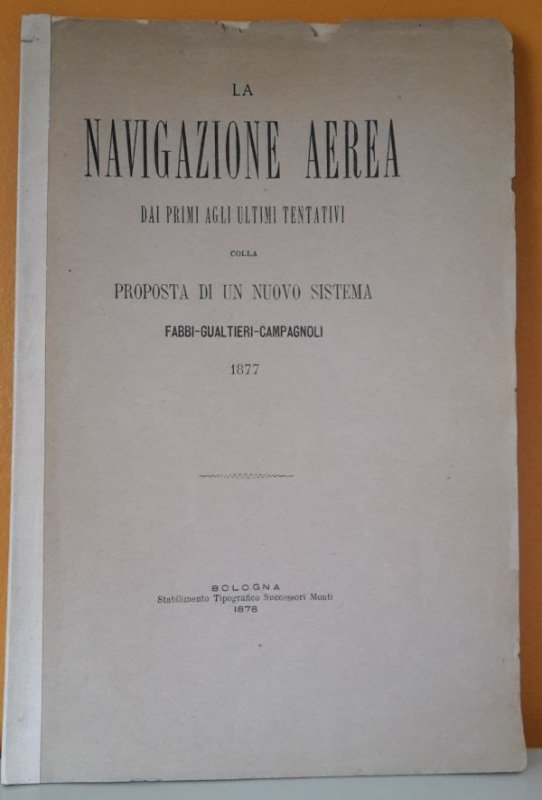 LA
NAVIGAZIONE AEREA
DAI PRIMI AGLI ULTIMI TENTATIVI
COLLA
PROPOSTA DI UN NUOVO SISTEMA
FABBI-GUALTIERI-CAMPAGNOLI
1877
BOLOGNA
Stabilimento Tipografico Successori Monti
1878